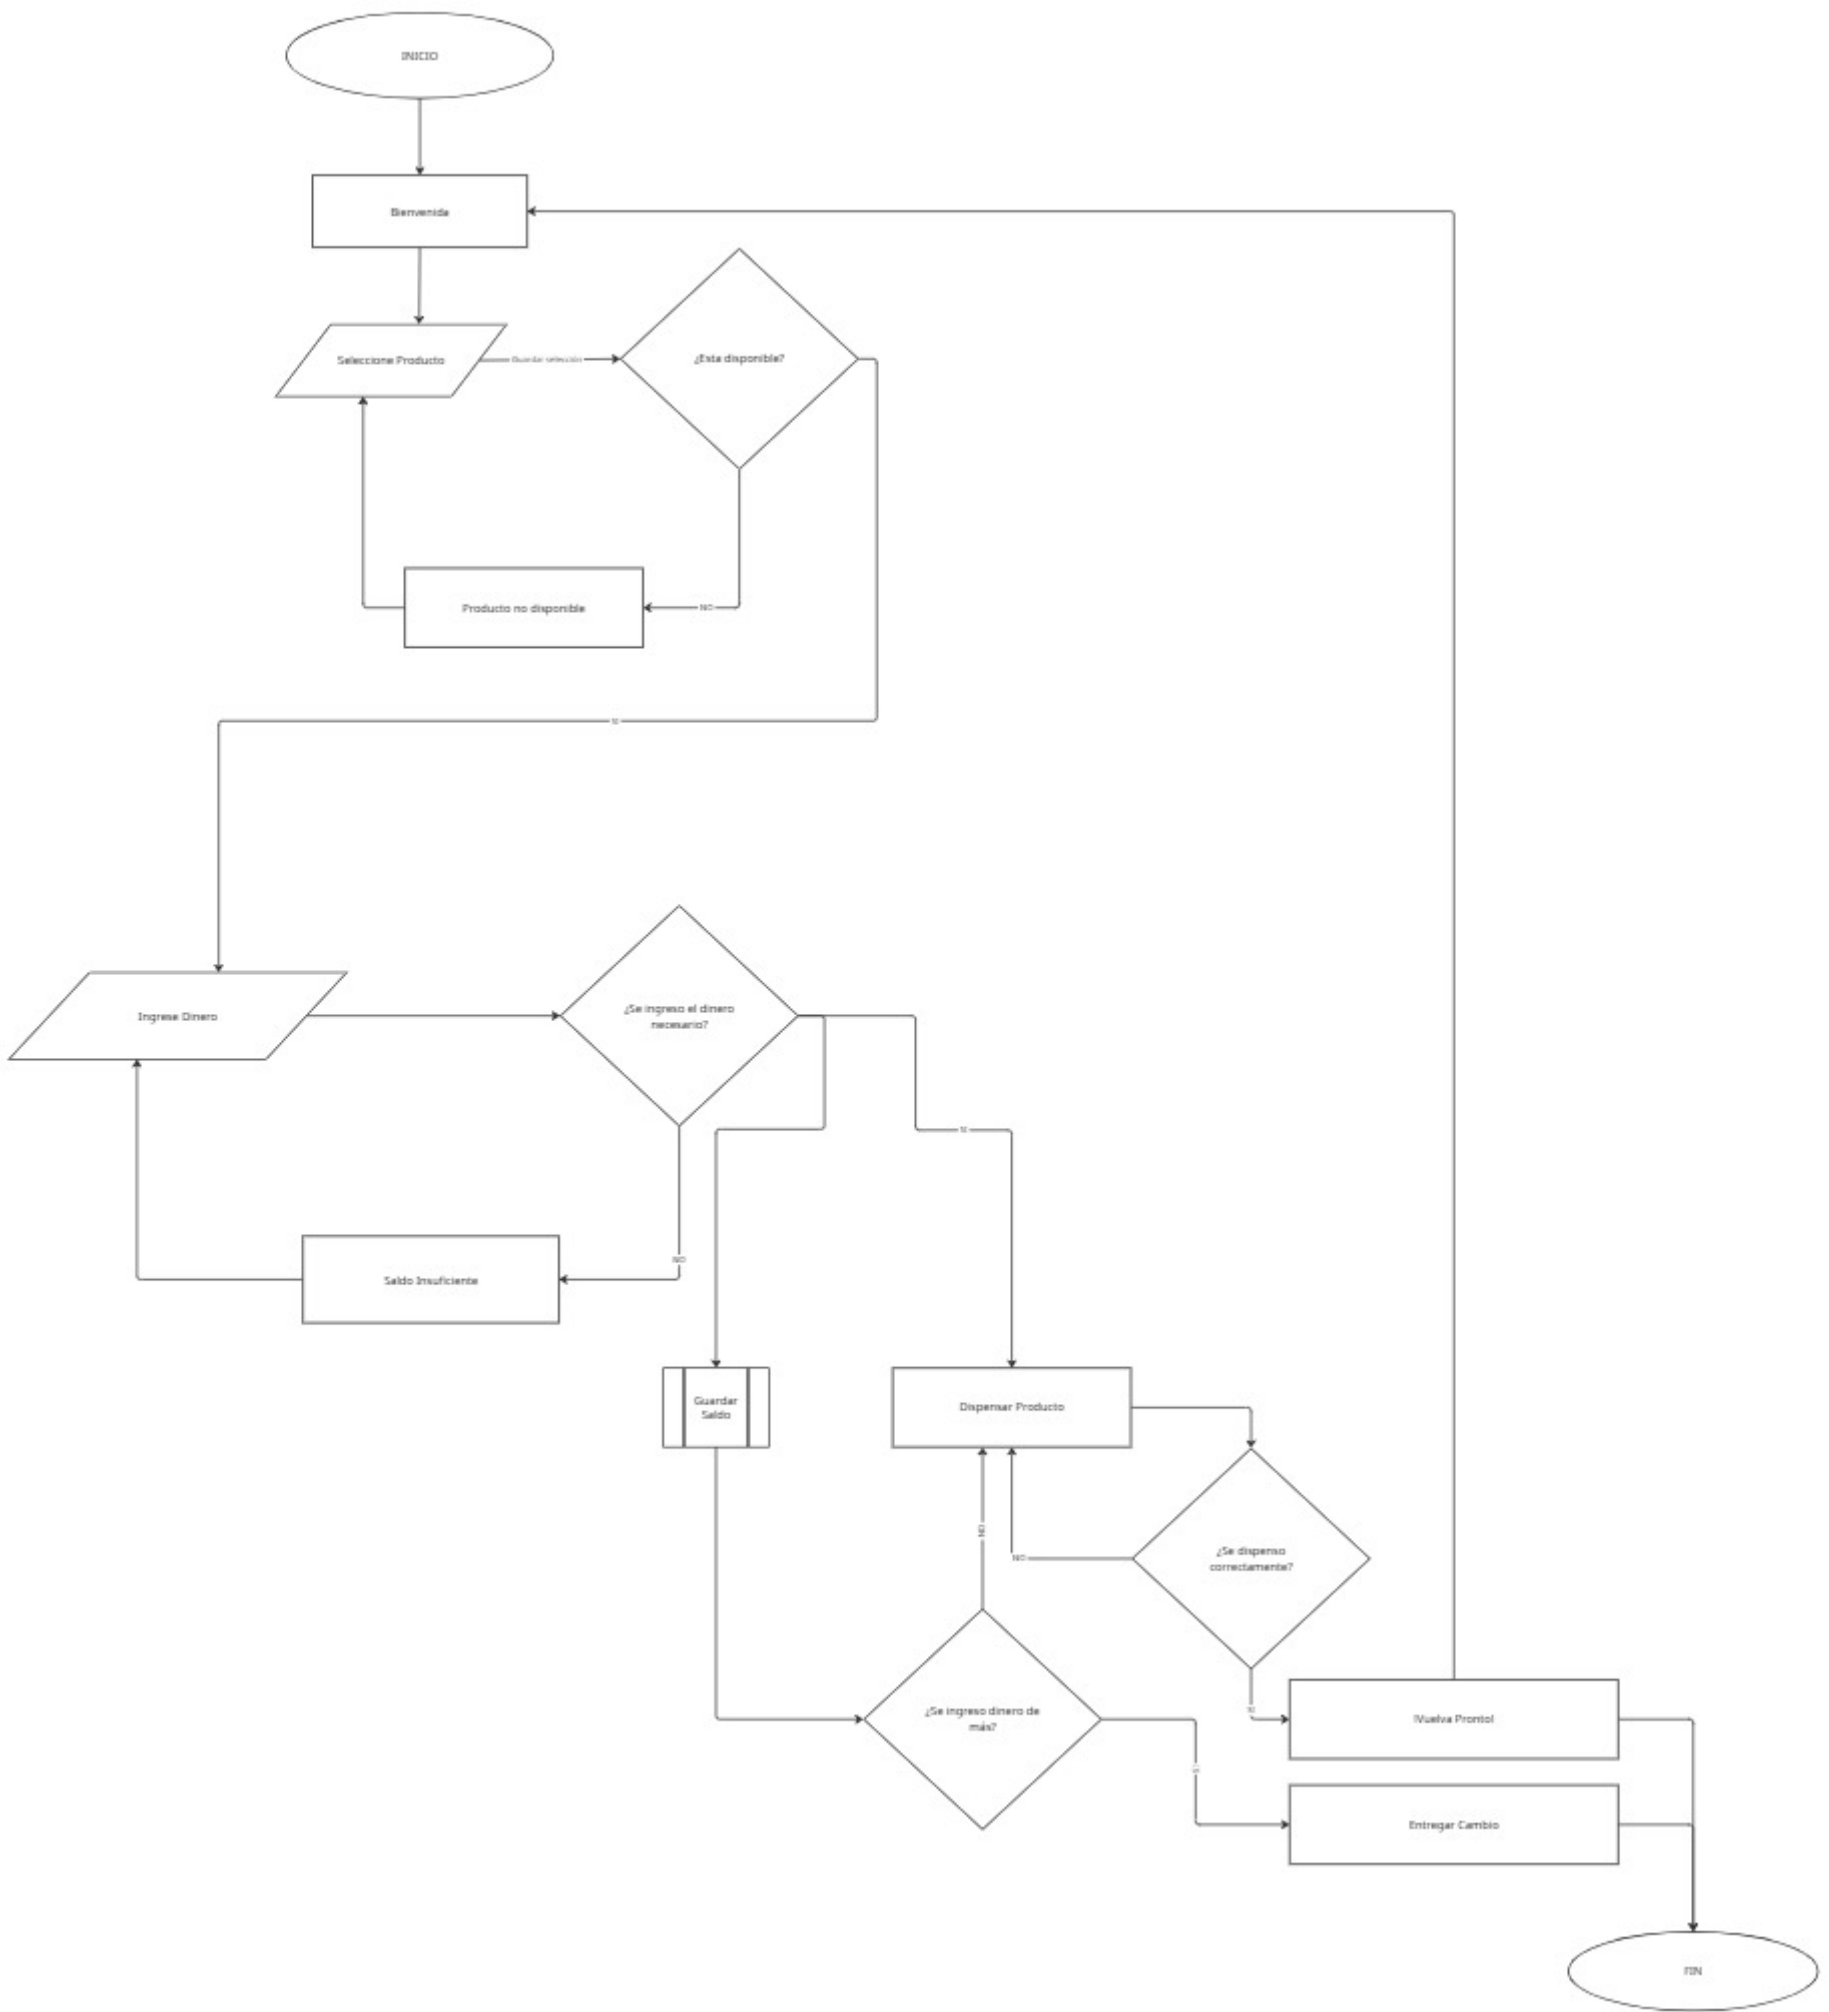 INICIO
Bienvenida
Seleccione Producto
Guardar selección
¿Esta disponible?
NO
Producto no disponible
SI
Ingrese Dinero
¿Se ingreso el dinero
necesario?
SI
NO
Saldo Insuficiente
Guardar
Saldo
Dispensar Producto
NO
NO
¿Se dispenso
correctamente?
SI
¿Se ingreso dinero de
más?
!Vuelva Pronto!
SI
Entregar Cambio
FIN